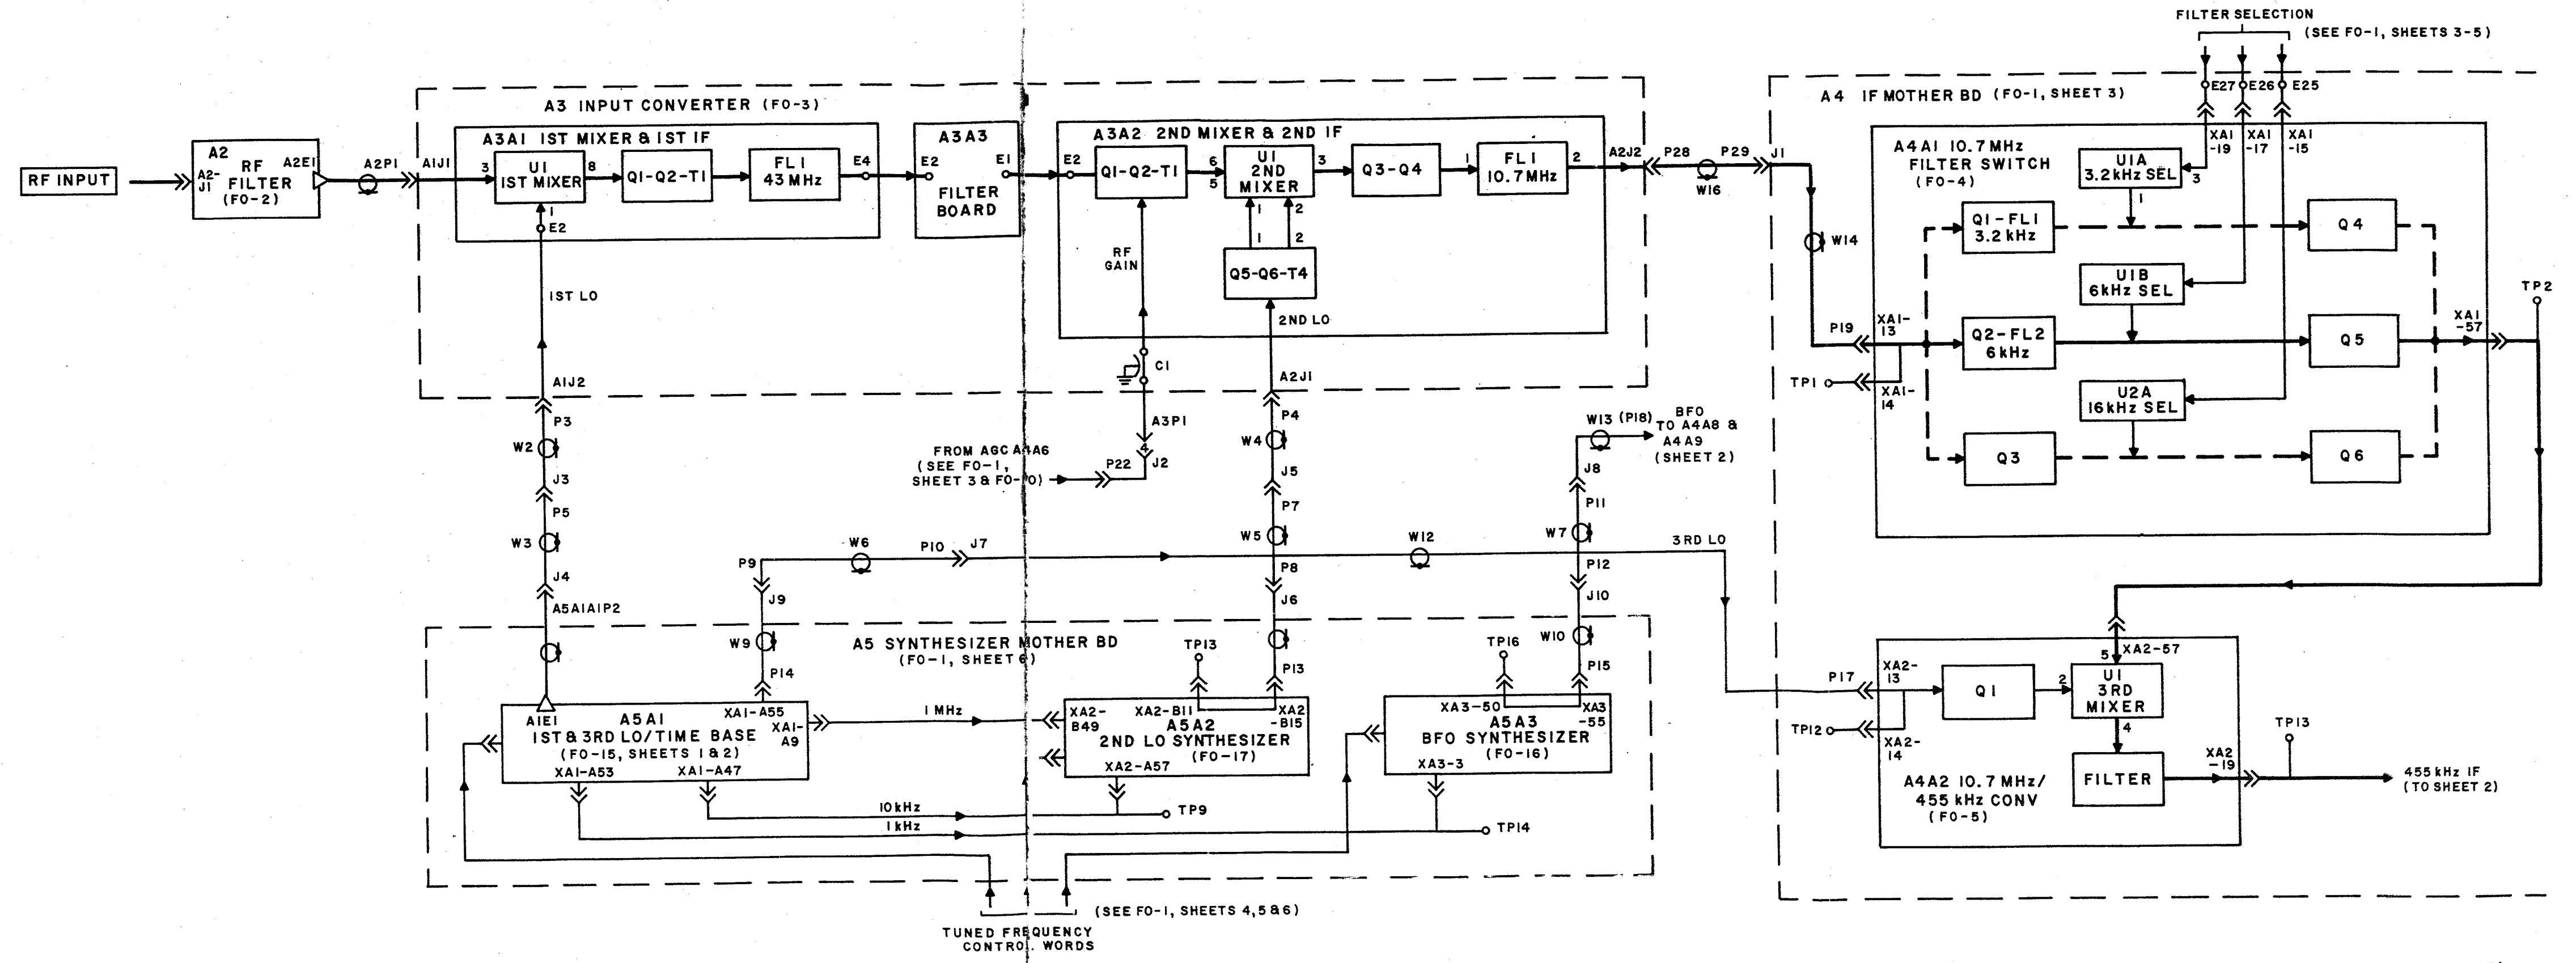 FILTER SELECTION
(SEE FO-1, SHEETS 3-5)
E27
E26
E25
A3 INPUT CONVERTER (FO-3)
A4 IF MOTHER BD (FO-1, SHEET 3)
RF INPUT
A2-
J1
A2
RF
FILTER
(FO-2)
A2E1
A2P1
A1J1
A3A1 1ST MIXER & 1ST IF
3
U1
1ST MIXER
8
1
E2
Q1-Q2-T1
FL1
43 MHz
E4
A3A3
E2
E1
FILTER
BOARD
A3A2 2ND MIXER & 2ND IF
E2
Q1-Q2-T1
6
5
U1
2ND
MIXER
3
1
2
1
2
Q3-Q4
1
FL1
10.7MHz
2
A2J2
P28
P29
W16
J1
RF
GAIN
Q5-Q6-T4
2ND LO
1ST LO
C1
A1J2
A2J1
W14
A4A1 10.7 MHz
FILTER SWITCH
(FO-4)
XA1
-19
XA1
-17
XA1
-15
U1A
3.2kHz SEL
3
1
Q1-FL1
3.2 kHz
Q4
U1B
6kHz SEL
P19
XA1-
13
Q2-FL2
6 kHz
Q5
XA1
-57
TP2
TP1
XA1-
14
U2A
16kHz SEL
Q3
Q6
P3
W2
J3
P5
W3
J4
A5A1A1P2
A3P1
4
J2
FROM AGC A4A6
(SEE FO-1,
SHEET 3 & FO-10)
P22
P4
W4
J5
P7
W5
P8
J6
W13 (P18)
BFO
TO A4A8 &
A4A9
(SHEET 2)
J8
P11
W7
P12
J10
P9
W6
P10
J7
W12
3RD LO
J9
A5 SYNTHESIZER MOTHER BD
(FO-1, SHEET 6)
W9
P14
TP13
P13
TP16
W10
P15
A1E1
A5A1
XA1-A55
1ST & 3RD LO/TIME BASE
(FO-15, SHEETS 1 & 2)
XA1-
A9
XA1-A53
XA1-A47
1 MHz
XA2-
B49
XA2-B11
XA2
-B15
A5A2
2ND LO SYNTHESIZER
(FO-17)
XA2-A57
XA3-50
XA3
-55
A5A3
BFO SYNTHESIZER
(FO-16)
XA3-3
10kHz
1kHz
TP9
TP14
(SEE FO-1, SHEETS 4,5 & 6)
TUNED FREQUENCY
CONTROL WORDS
P17
XA2-
13
TP12
XA2-
14
Q1
2
5
XA2-57
U1
3RD
MIXER
4
FILTER
XA2
-19
TP13
455 kHz IF
(TO SHEET 2)
A4A2 10.7 MHz/
455 kHz CONV
(FO-5)